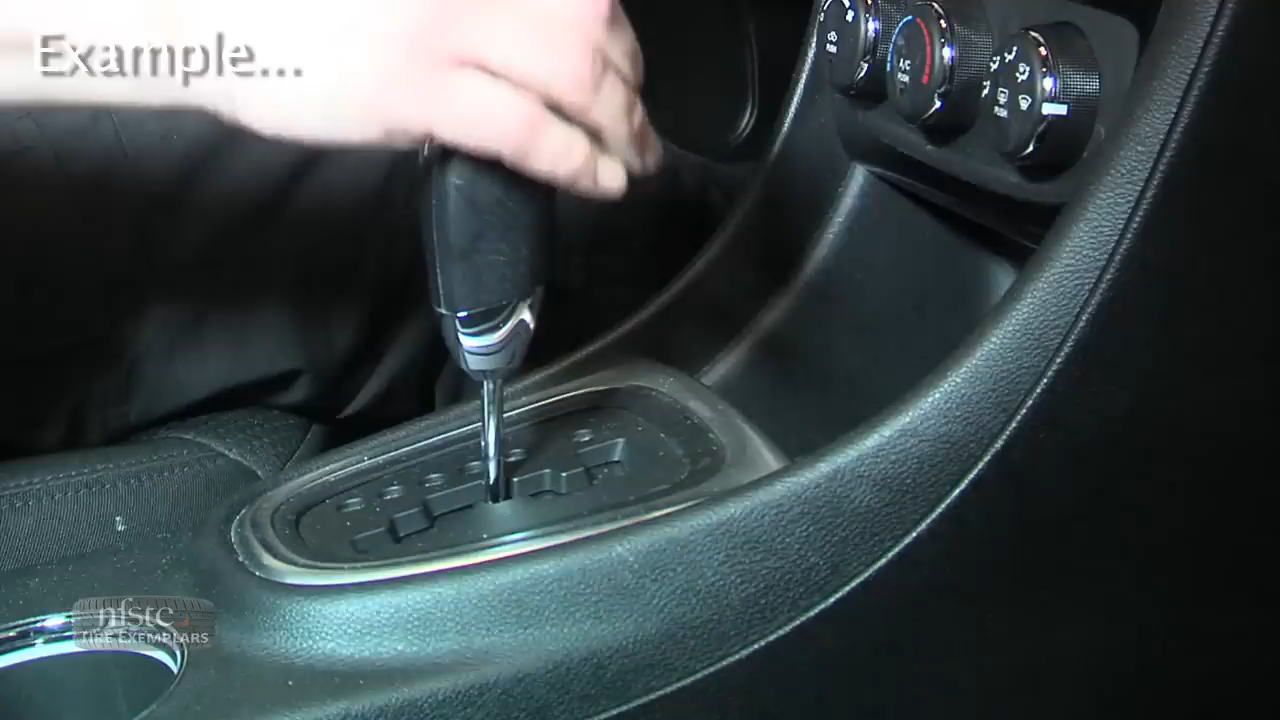 Example...
PUSH
A/C
PUSH
PUSH
nfstc
TIRE EXEMPLARS